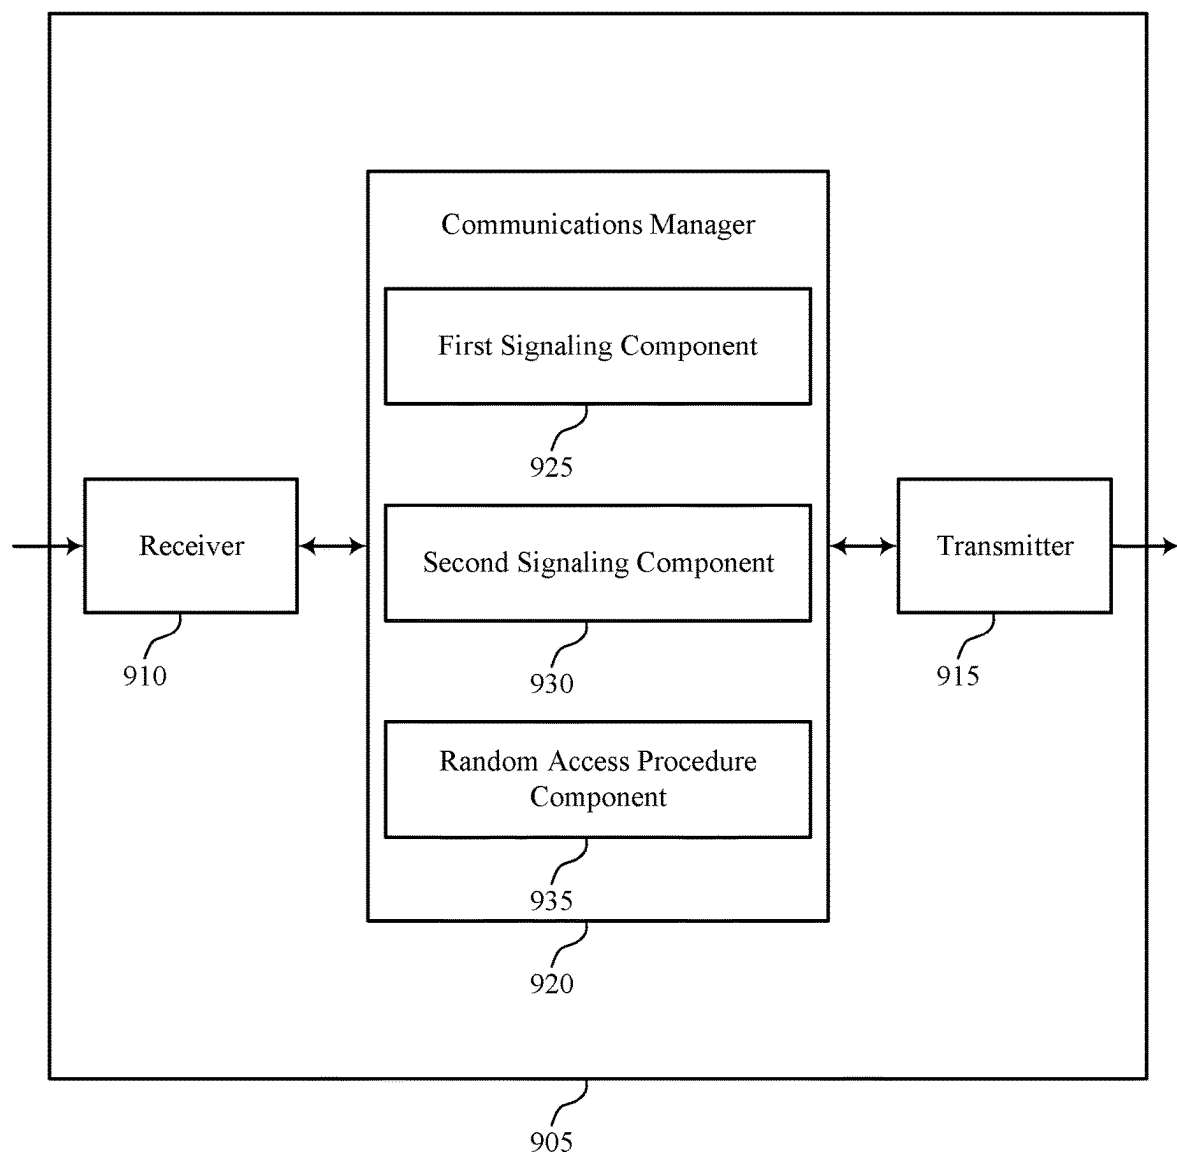 Communications Manager
First Signaling Component
925
Receiver
910
Second Signaling Component
930
Transmitter
915
Random Access Procedure
Component
935
920
905